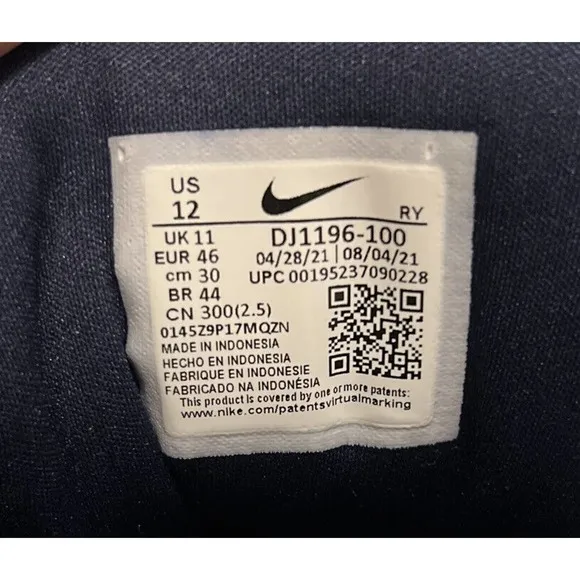 US
12
RY
UK 11
DJ1196-100
EUR 46
04/28/21 | 08/04/21
cm 30
UPC 00195237090228
BR 44
CN 300(2.5)
0145Z9P17MQZN
MADE IN INDONESIA
HECHO EN INDONESIA
FABRIQUE EN INDONESIE
FABRICADO NA INDONÉSIA
This product is covered by one or more patents:
www.nike.com/patentsvirtualmarking